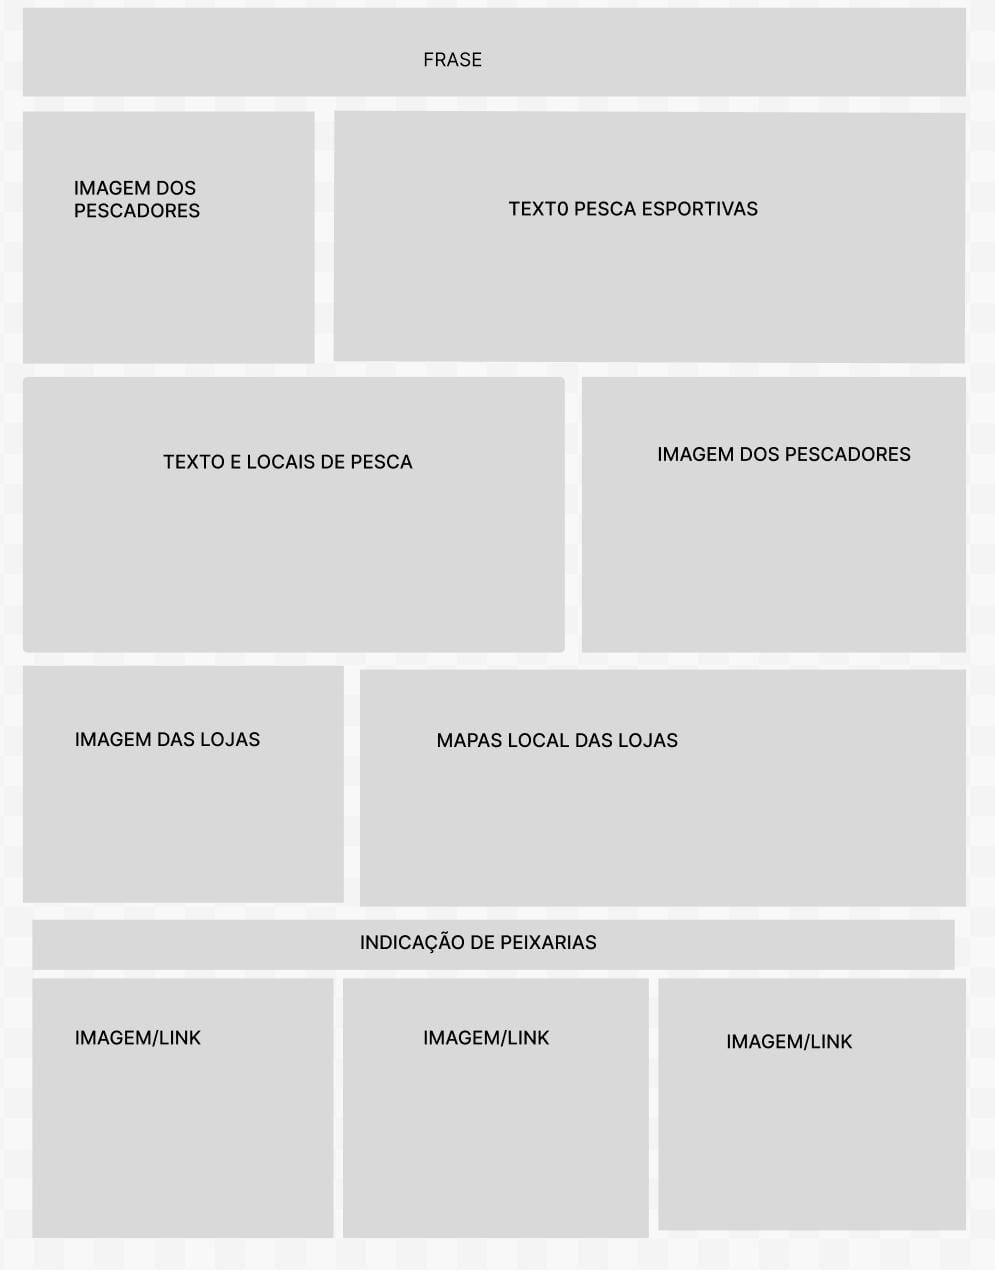 FRASE
IMAGEM DOS
PESCADORES
TEXT0 PESCA ESPORTIVAS
TEXTO E LOCAIS DE PESCA
IMAGEM DOS PESCADORES
IMAGEM DAS LOJAS
MAPAS LOCAL DAS LOJAS
INDICAÇÃO DE PEIXARIAS
IMAGEM/LINK
IMAGEM/LINK
IMAGEM/LINK